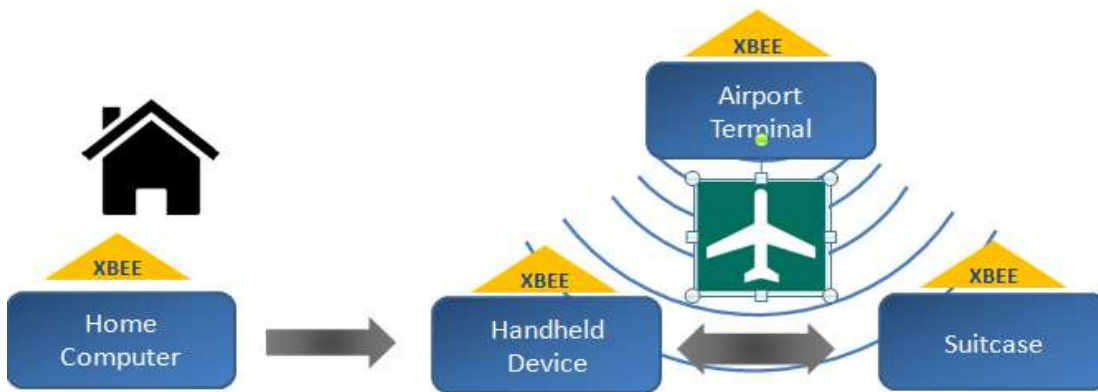 XBEE
Airport
Terminal
XBEE
Home
Computer
XBEE
Handheld
Device
XBEE
Suitcase